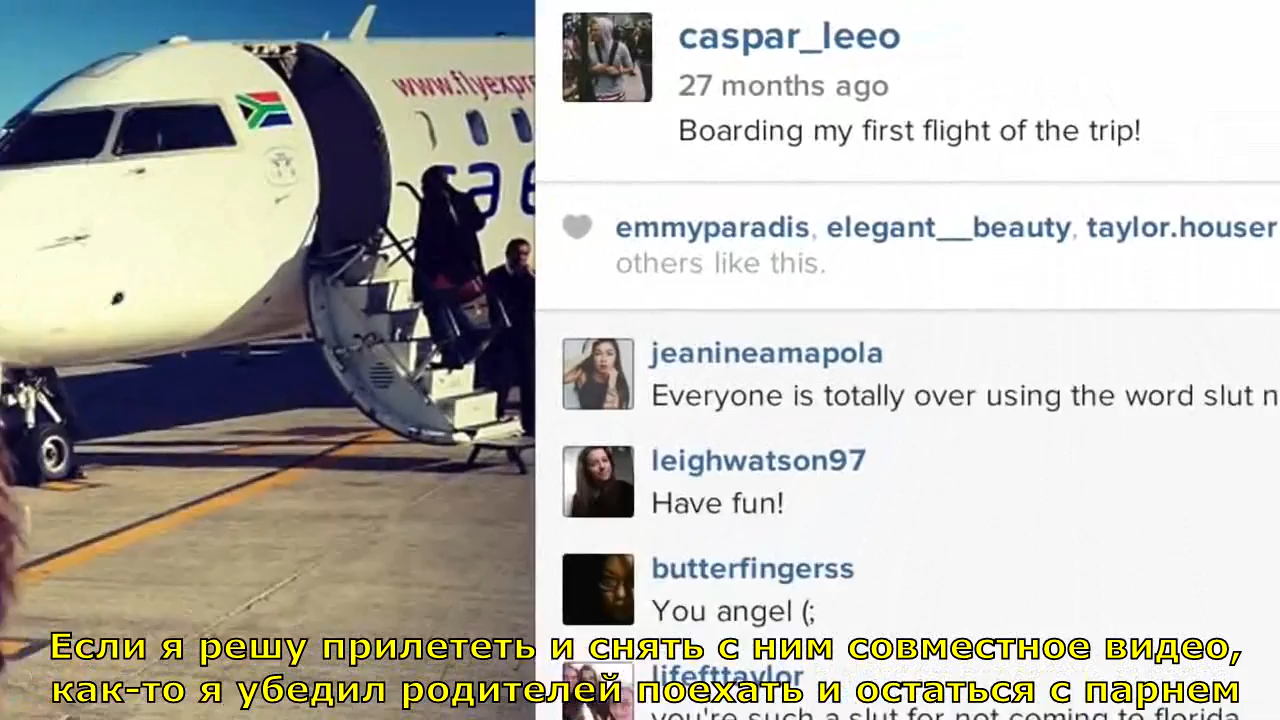 www.flyexpr
caspar_leeo
27 months ago
Boarding my first flight of the trip!
emmyparadis, elegant__beauty, taylor.houser
others like this.
jeanineamapola
Everyone is totally over using the word slut n
leighwatson97
Have fun!
butterfingerss
You angel (;
lifefttaylor
you're such a slut for not coming to florida
Если я решу прилететь и снять с ним совместное видео,
как-то я убедил родителей поехать и остаться с парнем